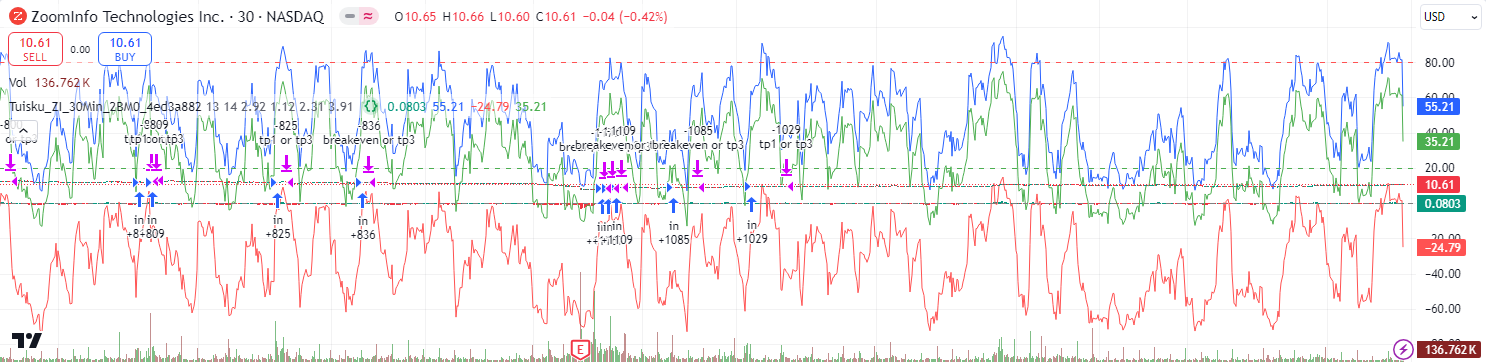 Z ZoomInfo Technologies Inc. · 30 · NASDAQ O10.65 H10.66 L10.60 C10.61 −0.04 (−0.42%) USD
10.61 SELL 0.00 10.61 BUY
80.00
Vol 136.762 K
60.00
Tuisku_ZI_30Min_2BM0_4ed3a882 13 14 2.92 1.12 2.31 3.91 0.0803 55.21 −24.79 35.21
55.21
-825 -836 -1085 -1029
tp1 or tp3 breakeven or tp3 breakeven or tp3 tp1 or tp3
40.00
35.21
20.00
10.61
0.0803
in in in in in
+809 +825 +836 +1109 +1085 +1029
−20.00
−24.79
−40.00
−60.00
E
136.762 K